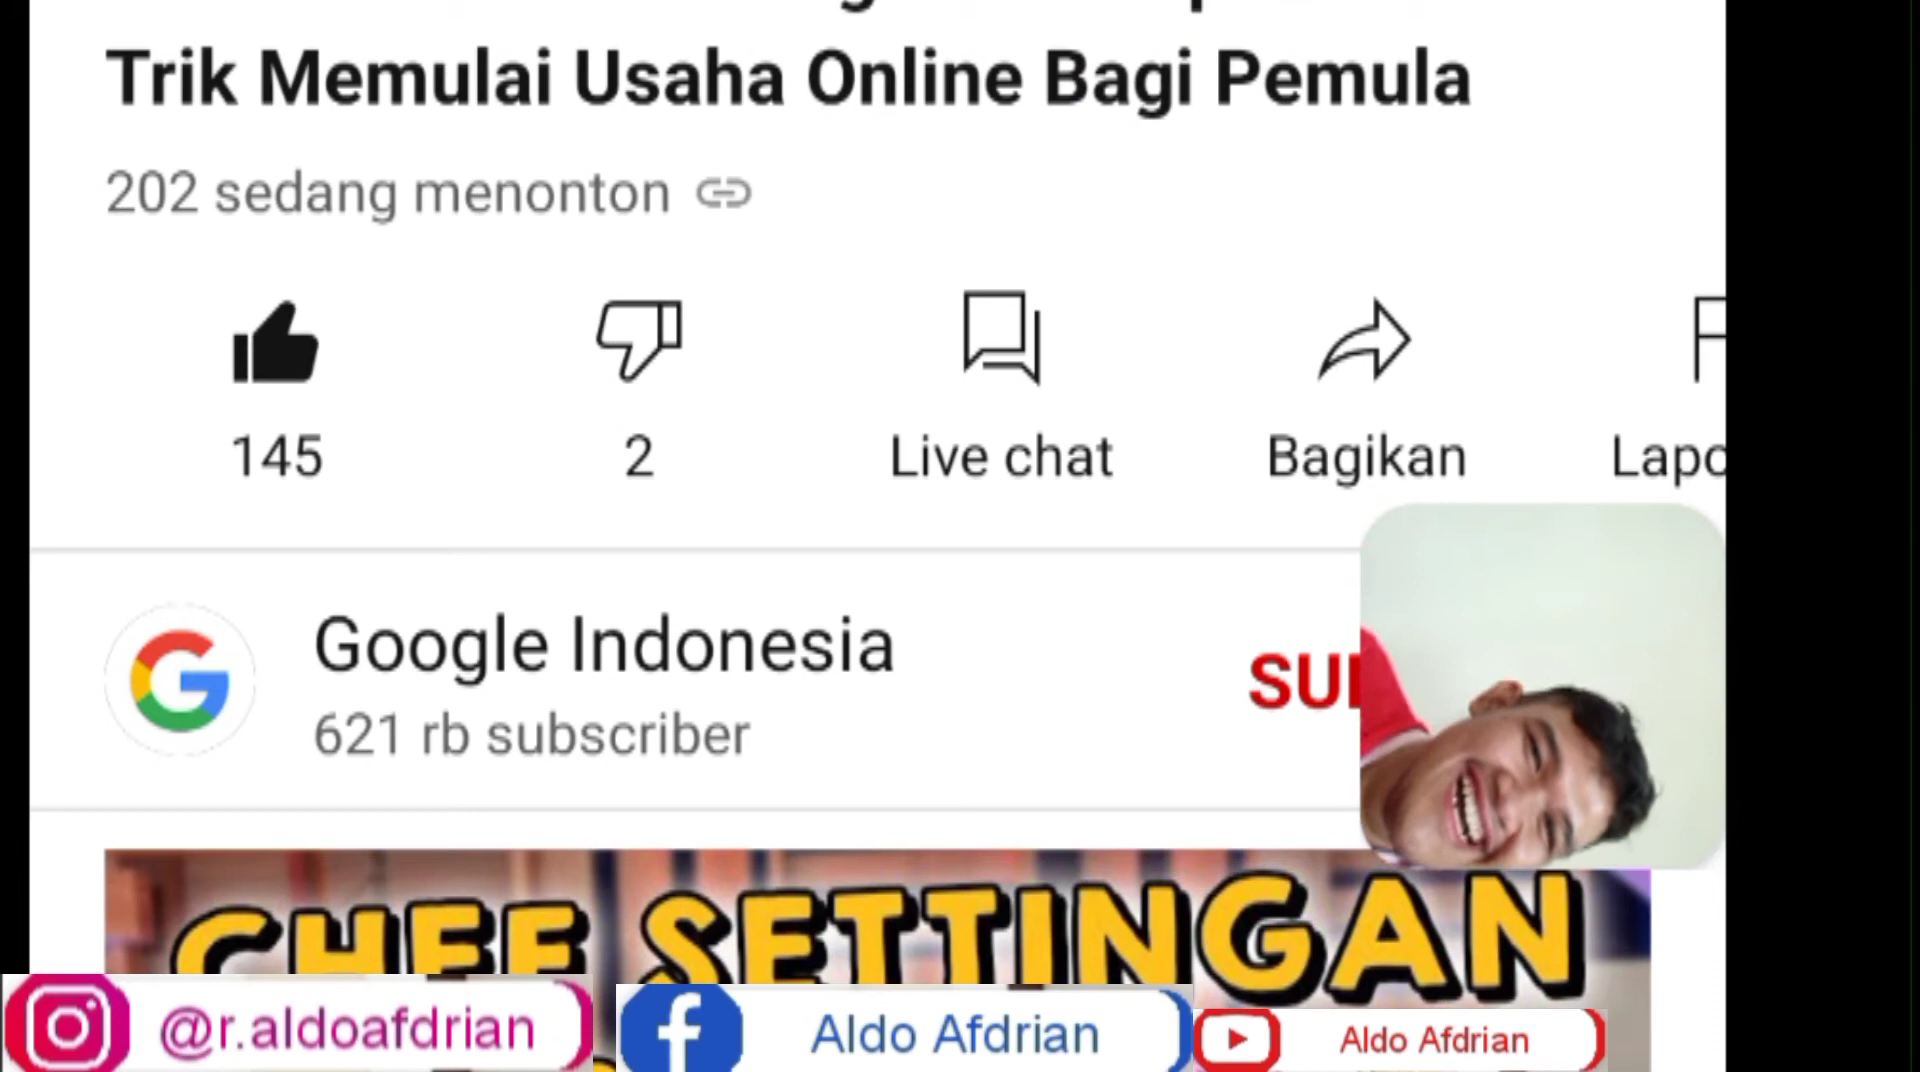 Trik Memulai Usaha Online Bagi Pemula
202 sedang menonton
145
2
Live chat
Bagikan
Google Indonesia
621 rb subscriber
CHEF SETTINGAN
@r.aldoafdrian
Aldo Afdrian
Aldo Afdrian